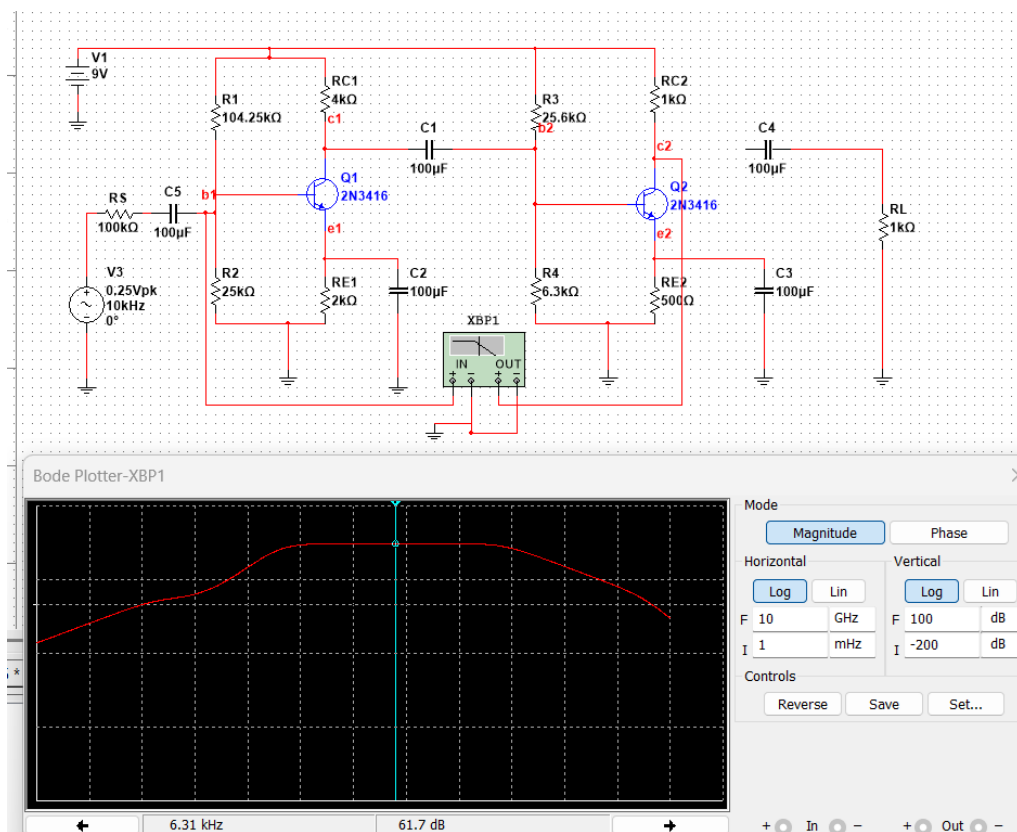 V1
9V
R1
104.25kΩ
RC1
4kΩ
c1
C1
100µF
R3
25.6kΩ
b2
RC2
1kΩ
c2
C4
100µF
Q1
2N3416
Q2
2N3416
RS
100kΩ
C5
100µF
b1
e1
e2
RL
1kΩ
V3
0.25Vpk
10kHz
0°
R2
25kΩ
RE1
2kΩ
C2
100µF
R4
6.3kΩ
RE2
500Ω
C3
100µF
XBP1
IN OUT
+ − + −
Bode Plotter-XBP1
Mode
Magnitude Phase
Horizontal Vertical
Log Lin Log Lin
F 10 GHz F 100 dB
I 1 mHz I -200 dB
Controls
Reverse Save Set...
6.31 kHz 61.7 dB
+ In − + Out −